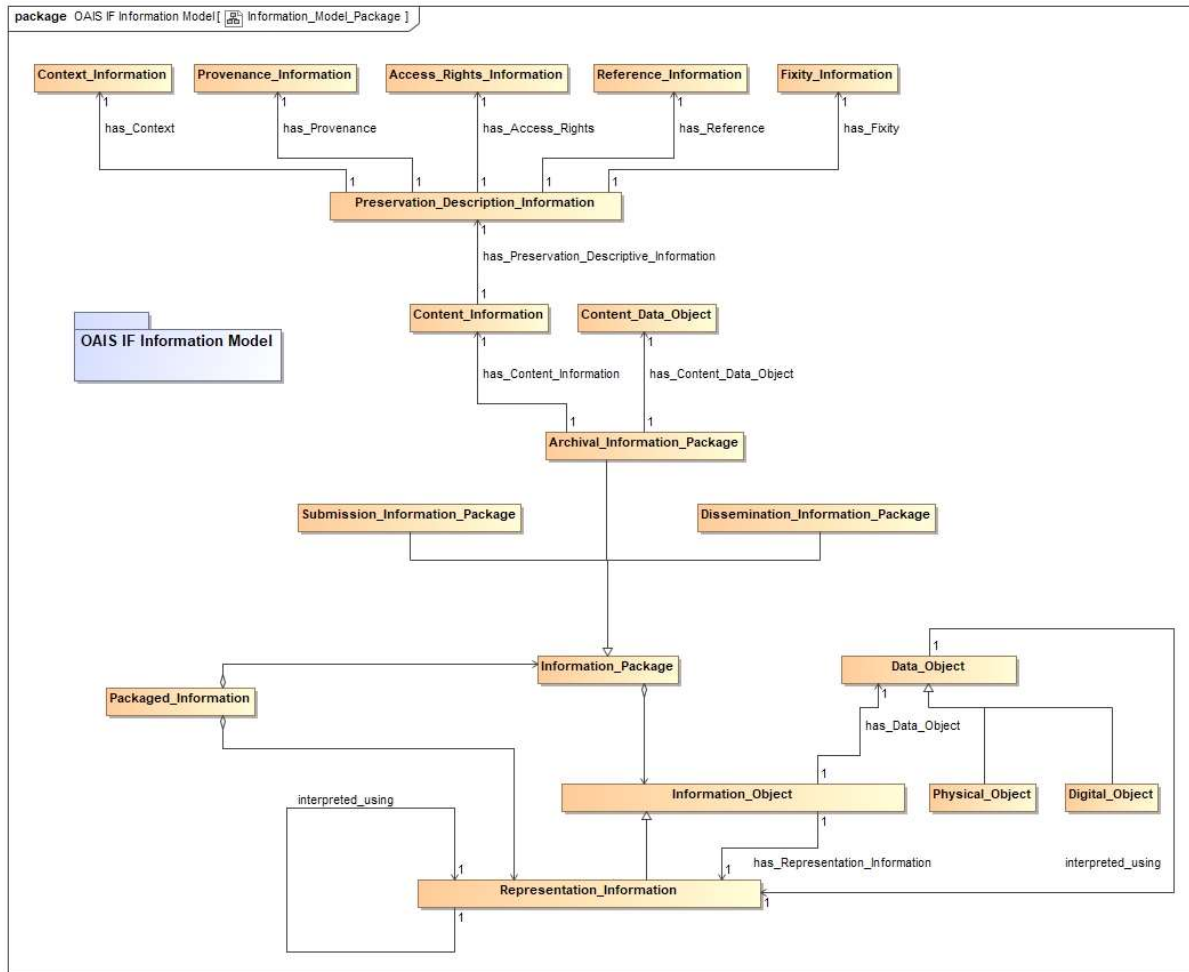 package OAIS IF Information Model[ Information_Model_Package ]
Context_Information
Provenance_Information
Access_Rights_Information
Reference_Information
Fixity_Information
1
1
1
1
1
has_Context
has_Provenance
has_Access_Rights
has_Reference
has_Fixity
1
1
1
1
1
Preservation_Description_Information
1
has_Preservation_Descriptive_Information
1
Content_Information
Content_Data_Object
OAIS IF Information Model
1
1
has_Content_Information
has_Content_Data_Object
1
1
Archival_Information_Package
Submission_Information_Package
Dissemination_Information_Package
1
Information_Package
Data_Object
Packaged_Information
1
has_Data_Object
1
Information_Object
Physical_Object
Digital_Object
interpreted_using
1
has_Representation_Information
interpreted_using
1
1
Representation_Information
1
1